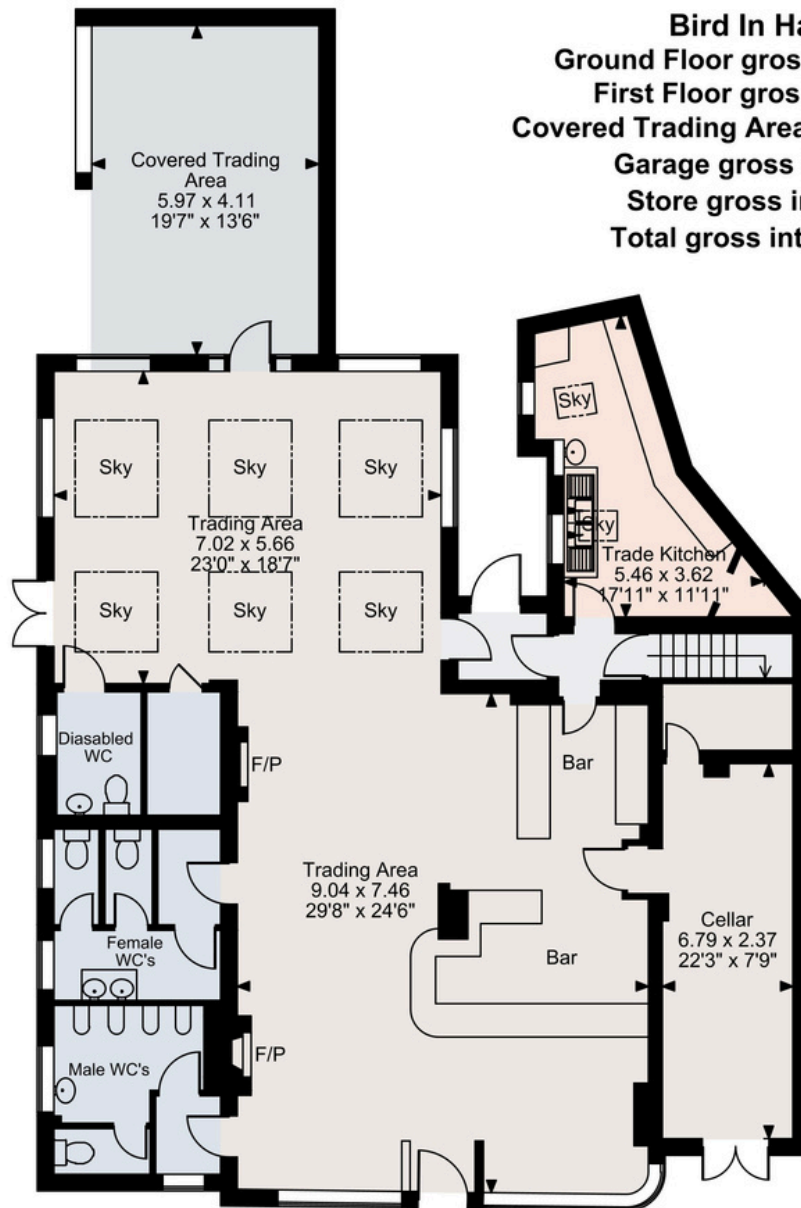 Bird In Ha
Ground Floor gros
First Floor gros
Covered Trading Area
Garage gross
Store gross i
Total gross int
Covered Trading
Area
5.97 x 4.11
19'7" x 13'6"
Sky
Sky
Sky
Sky
Trading Area
7.02 x 5.66
23'0" x 18'7"
Sky
Trade Kitchen
5.46 x 3.62
17'11" x 11'11"
Sky
Sky
Sky
Diasabled
WC
F/P
Bar
Trading Area
9.04 x 7.46
29'8" x 24'6"
Female
WC's
Bar
Cellar
6.79 x 2.37
22'3" x 7'9"
Male WC's
F/P